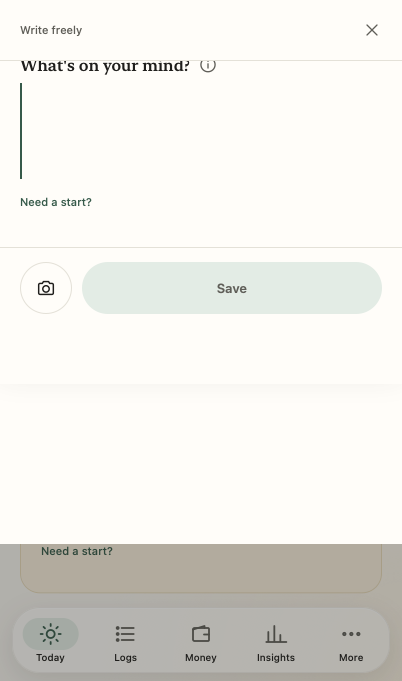 Write freely
What's on your mind?
Need a start?
Save
Need a start?
Today
Logs
Money
Insights
More